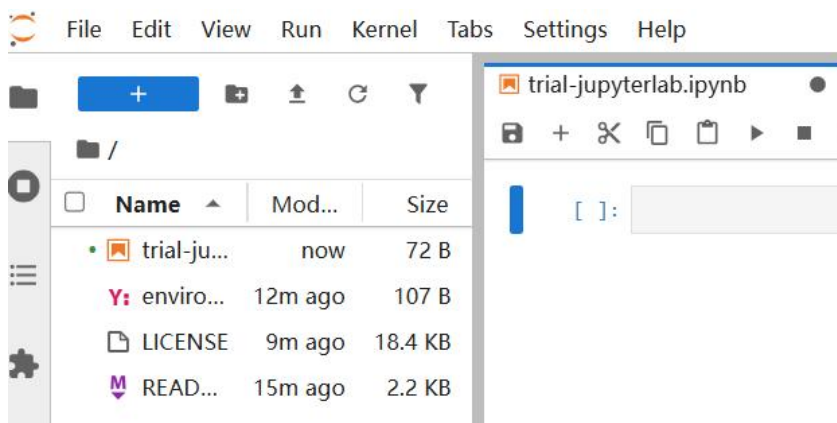 File Edit View Run Kernel Tabs Settings Help
trial-jupyterlab.ipynb
/
Name Mod... Size
trial-ju... now 72 B
Y: enviro... 12m ago 107 B
LICENSE 9m ago 18.4 KB
M READ... 15m ago 2.2 KB
[ ]: